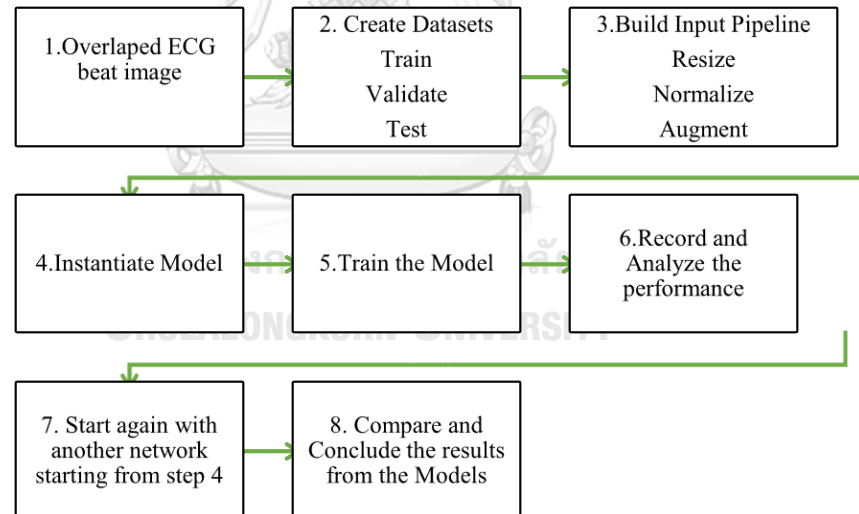 1.Overlaped ECG
beat image
2. Create Datasets
Train
Validate
Test
3.Build Input Pipeline
Resize
Normalize
Augment
4.Instantiate Model
5.Train the Model
6.Record and
Analyze the
performance
7. Start again with
another network
starting from step 4
8. Compare and
Conclude the results
from the Models